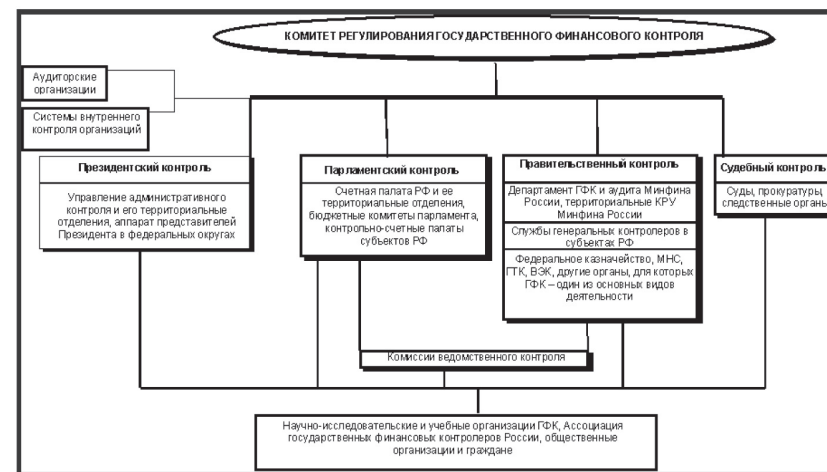 КОМИТЕТ РЕГУЛИРОВАНИЯ ГОСУДАРСТВЕННОГО ФИНАНСОВОГО КОНТРОЛЯ
Аудиторские
организации
Системы внутреннего
контроля организаций
Президентский контроль
Управление административного
контроля и его территориальные
отделения, аппарат представителей
Президента в федеральных округах
Парламентский контроль
Счетная палата РФ и ее
территориальные отделения,
бюджетные комитеты парламента,
контрольно-счетные палаты
субъектов РФ
Правительственный контроль
Департамент ГФК и аудита Минфина
России, территориальные КРУ
Минфина России
Службы генеральных контролеров в
субъектах РФ
Федеральное казначейство, МНС,
ГТК, ВЭК, другие органы, для которых
ГФК – один из основных видов
деятельности
Судебный контроль
Суды, прокуратуры,
следственные органы
Комиссии ведомственного контроля
Научно-исследовательские и учебные организации ГФК, Ассоциация
государственных финансовых контролеров России, общественные
организации и граждане